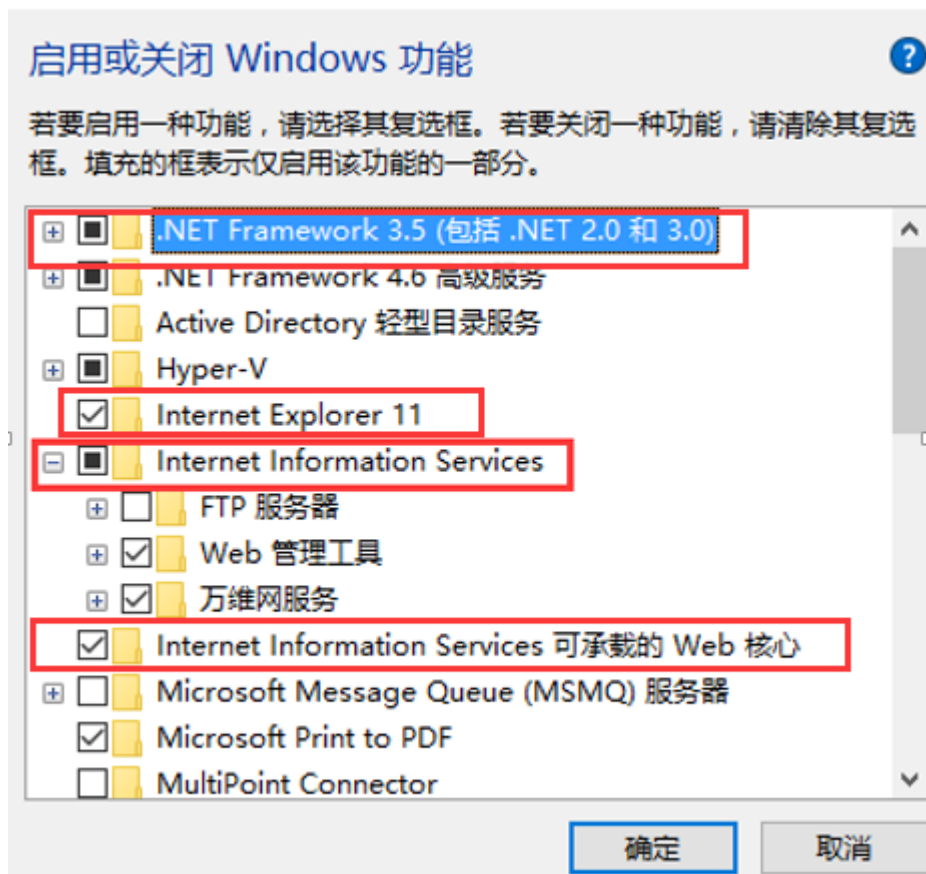 启用或关闭 Windows 功能
?
若要启用一种功能，请选择其复选框。若要关闭一种功能，请清除其复选
框。填充的框表示仅启用该功能的一部分。
.NET Framework 3.5 (包括 .NET 2.0 和 3.0)
.NET Framework 4.6 高级服务
Active Directory 轻型目录服务
Hyper-V
Internet Explorer 11
Internet Information Services
FTP 服务器
Web 管理工具
万维网服务
Internet Information Services 可承载的 Web 核心
Microsoft Message Queue (MSMQ) 服务器
Microsoft Print to PDF
MultiPoint Connector
确定 取消